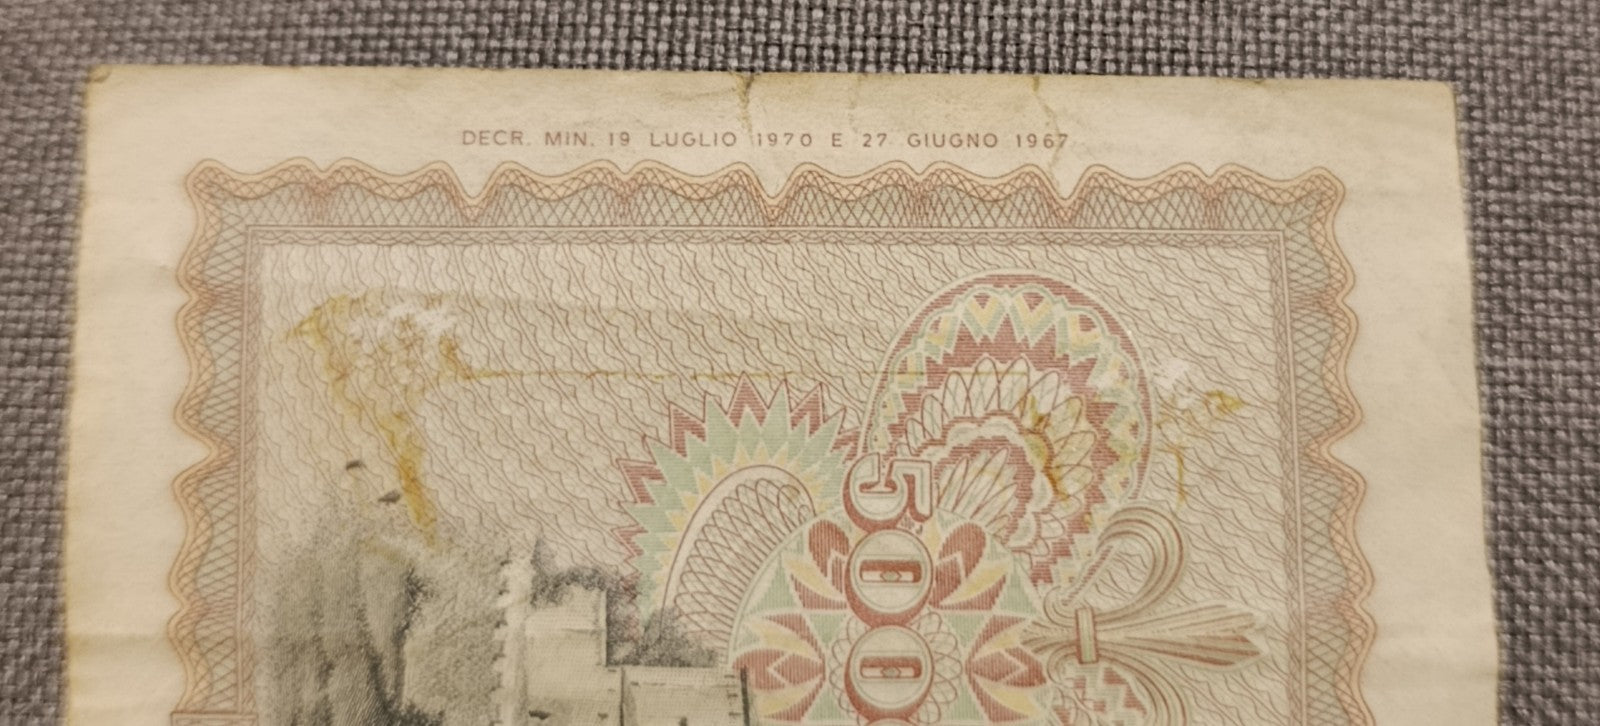 DECR. MIN. 19 LUGLIO 1970 E 27 GIUGNO 1967
500